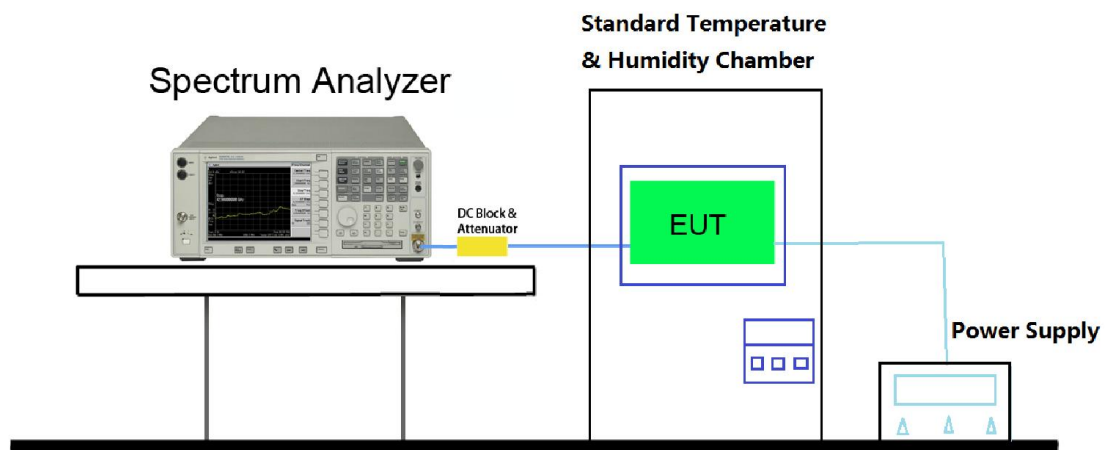 Standard Temperature
& Humidity Chamber
Spectrum Analyzer
DC Block &
Attenuator
EUT
Power Supply